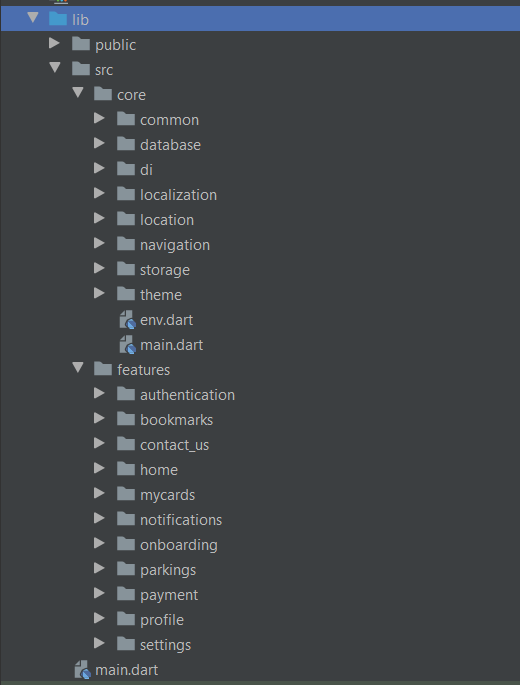 lib
public
src
core
common
database
di
localization
location
navigation
storage
theme
env.dart
main.dart
features
authentication
bookmarks
contact_us
home
mycards
notifications
onboarding
parkings
payment
profile
settings
main.dart